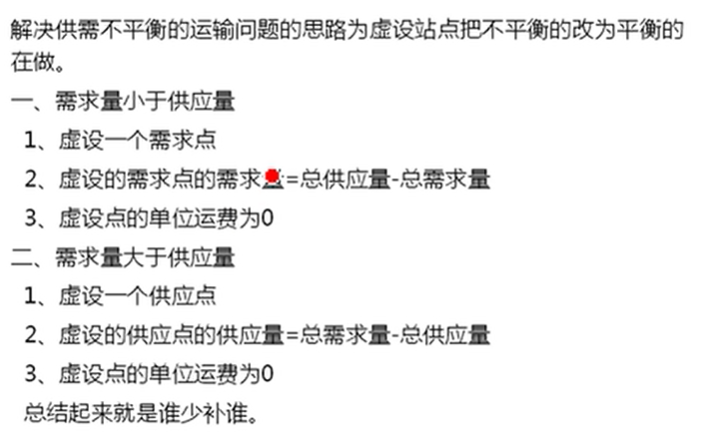 解决供需不平衡的运输问题的思路为虚设站点把不平衡的改为平衡的
在做。
一、需求量小于供应量
1、虚设一个需求点
2、虚设的需求点的需求量=总供应量-总需求量
3、虚设点的单位运费为0
二、需求量大于供应量
1、虚设一个供应点
2、虚设的供应点的供应量=总需求量-总供应量
3、虚设点的单位运费为0
总结起来就是谁少补谁。